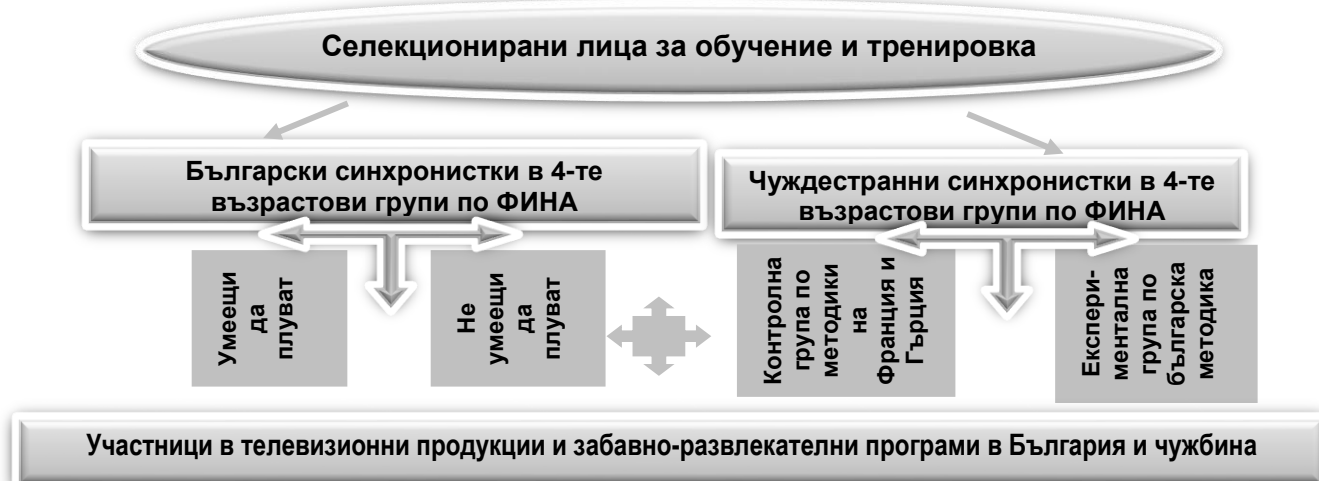 Селекционирани лица за обучение и тренировка
Български синхронистки в 4-те
възрастови групи по ФИНА
Чуждестранни синхронистки в 4-те
възрастови групи по ФИНА
Умеещи
да
плуват
Не
умеещи
да
плуват
Контролна
група по
методики
на
Франция и
Гърция
Експери-
ментална
група по
българска
методика
Участници в телевизионни продукции и забавно-развлекателни програми в България и чужбина